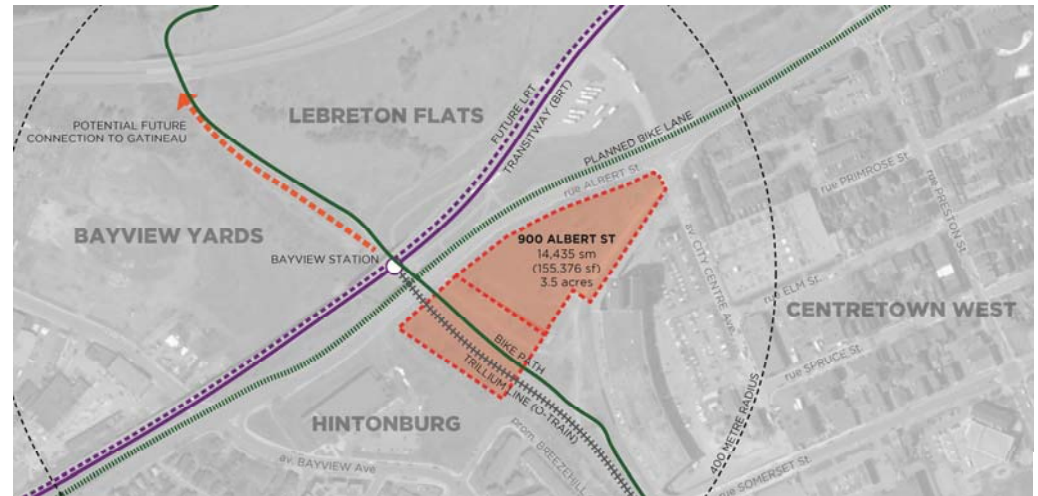 LEBRETON FLATS
POTENTIAL FUTURE
CONNECTION TO GATINEAU
FUTURE LRT
TRANSITWAY (BRT)
PLANNED BIKE LANE
rue ALBERT St.
rue PRIMROSE St
rue PRESTON St.
BAYVIEW YARDS
BAYVIEW STATION
900 ALBERT ST
14,435 sm
(155.376 sf)
3.5 acres
av. CITY CENTRE Ave.
rue ELM St
CENTRETOWN WEST
BIKE PATH
TRILLIUM LINE (O-TRAIN)
rue SPRUCE St.
HINTONBURG
400 METRE RADIUS
av. BAYVIEW Ave
prom. BREEZEHILL
rue SOMERSET St.